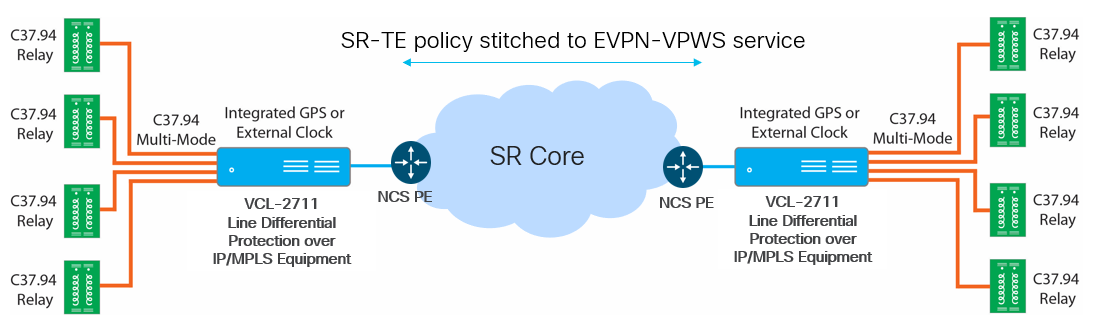 SR-TE policy stitched to EVPN-VPWS service
C37.94
Relay
C37.94
Relay
C37.94
Relay
C37.94
Relay
C37.94
Multi-Mode
Integrated GPS or
External Clock
VCL-2711
Line Differential
Protection over
IP/MPLS Equipment
NCS PE
SR Core
NCS PE
Integrated GPS or
External Clock
VCL-2711
Line Differential
Protection over
IP/MPLS Equipment
C37.94
Multi-Mode
C37.94
Relay
C37.94
Relay
C37.94
Relay
C37.94
Relay